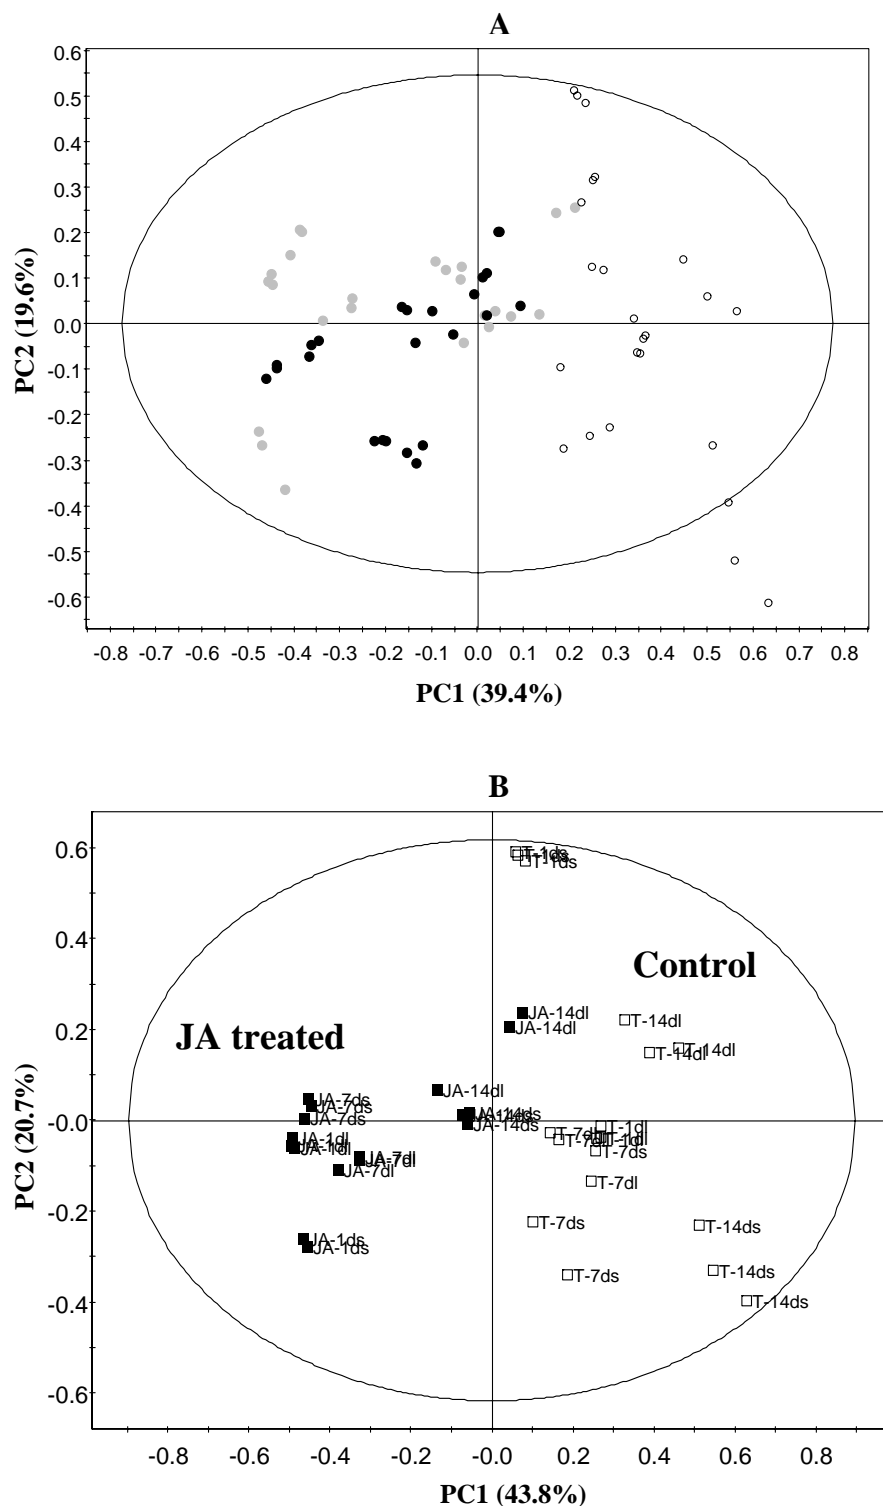 A
0.6
0.5
0.4
0.3
0.2
0.1
0.0
-0.1
-0.2
-0.3
-0.4
-0.5
-0.6
PC2 (19.6%)
-0.8 -0.7 -0.6 -0.5 -0.4 -0.3 -0.2 -0.1 0.0 0.2 0.3 0.4 0.5 0.6 0.7 0.8
PC1 (39.4%)
B
0.6
0.4
0.2
-0.0
-0.2
-0.4
-0.6
PC2 (20.7%)
T-1ds
T-1ds
Control
JA treated
JA-14dl
JA-14dl
T-14dl
T-14dl
T-14dl
JA-14dl
JA-7ds
JA-7ds
JA-7ds
JA-14ds
JA-14ds
JA-1dl
JA-1dl
T-1dl
T-1dl
T-7dl
T-7ds
JA-7dl
JA-7dl
JA-7dl
T-7dl
JA-1ds
JA-1ds
T-7ds
T-7ds
T-14ds
T-14ds
T-14ds
-0.8 -0.6 -0.4 -0.2 -0.0 0.2 0.4 0.6 0.8
PC1 (43.8%)